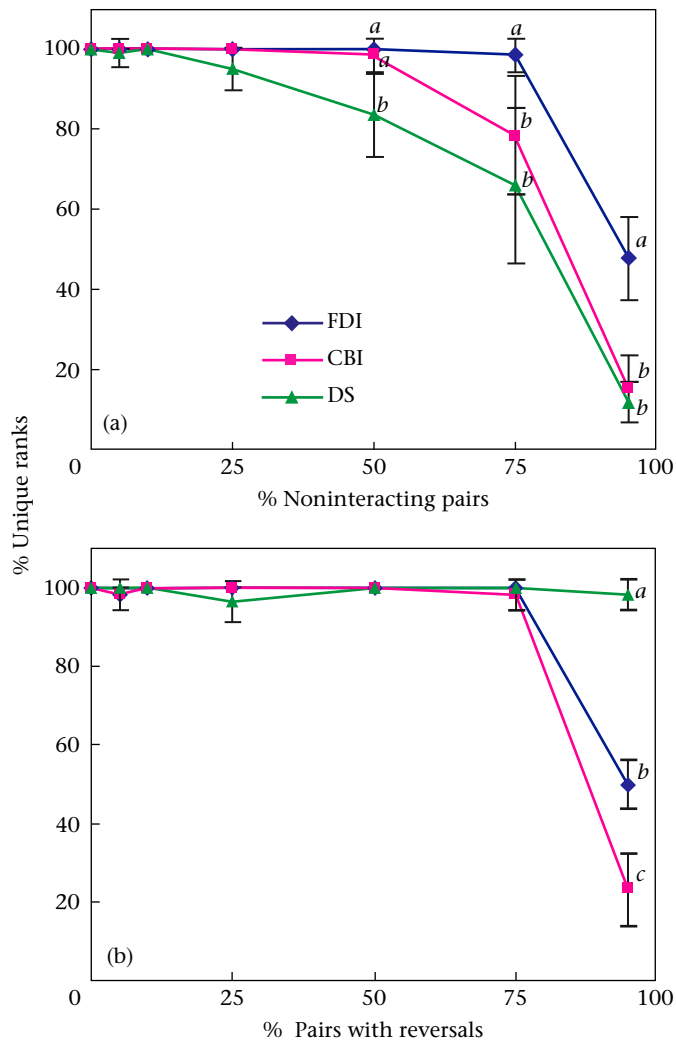 100
80
60
40
20
a
a
a
b
b
b
a
b
b
FDI
CBI
DS
(a)
0
25
50
75
100
% Noninteracting pairs
% Unique ranks
100
80
60
40
20
a
b
c
(b)
0
25
50
75
100
% Pairs with reversals